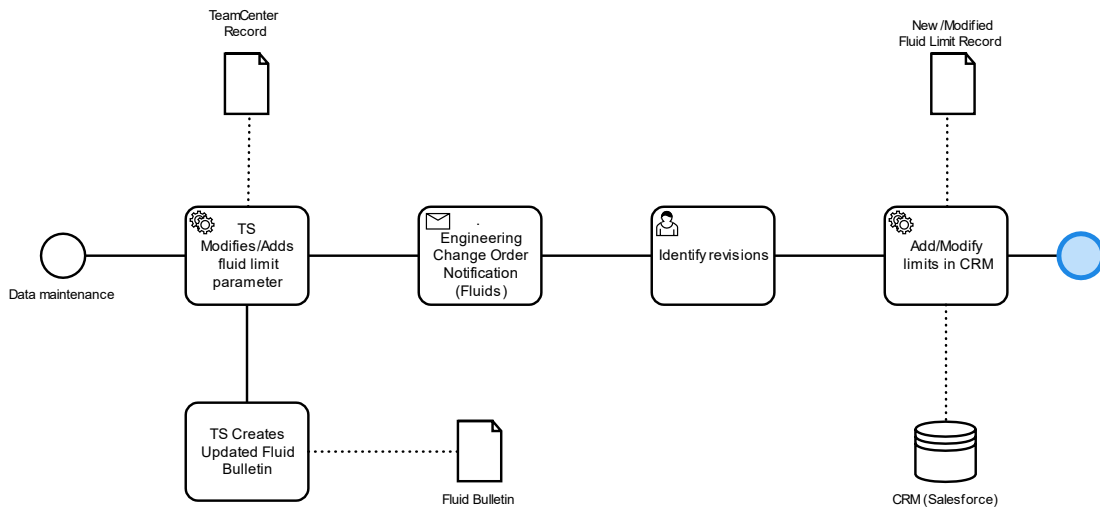 TeamCenter
Record
New /Modified
Fluid Limit Record
TS
Modifies/Adds
fluid limit
parameter
.
Engineering
Change Order
Notification
(Fluids)
Identify revisions
Add/Modify
limits in CRM
Data maintenance
TS Creates
Updated Fluid
Bulletin
Fluid Bulletin
CRM (Salesforce)